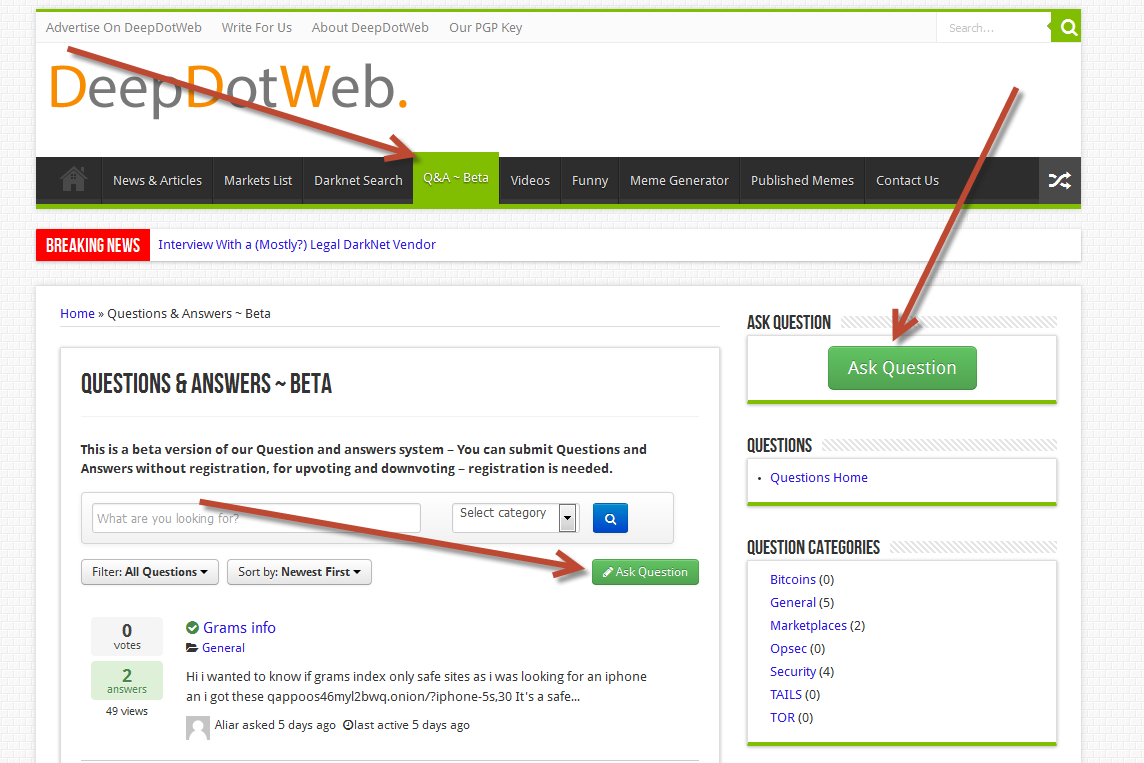 Advertise On DeepDotWeb Write For Us About DeepDotWeb Our PGP Key Search...
DeepDotWeb.
News & Articles Markets List Darknet Search Q&A ~ Beta Videos Funny Meme Generator Published Memes Contact Us
BREAKING NEWS Interview With a (Mostly?) Legal DarkNet Vendor
Home » Questions & Answers ~ Beta
QUESTIONS & ANSWERS ~ BETA
This is a beta version of our Question and answers system – You can submit Questions and
Answers without registration, for upvoting and downvoting – registration is needed.
What are you looking for? Select category
Filter: All Questions Sort by: Newest First Ask Question
0
votes
2
answers
49 views
Grams info
General
Hi i wanted to know if grams index only safe sites as i was looking for an iphone
an i got these qappoos46myl2bwq.onion/?iphone-5s,30 It's a safe...
Aliar asked 5 days ago last active 5 days ago
ASK QUESTION
Ask Question
QUESTIONS
• Questions Home
QUESTION CATEGORIES
Bitcoins (0)
General (5)
Marketplaces (2)
Opsec (0)
Security (4)
TAILS (0)
TOR (0)